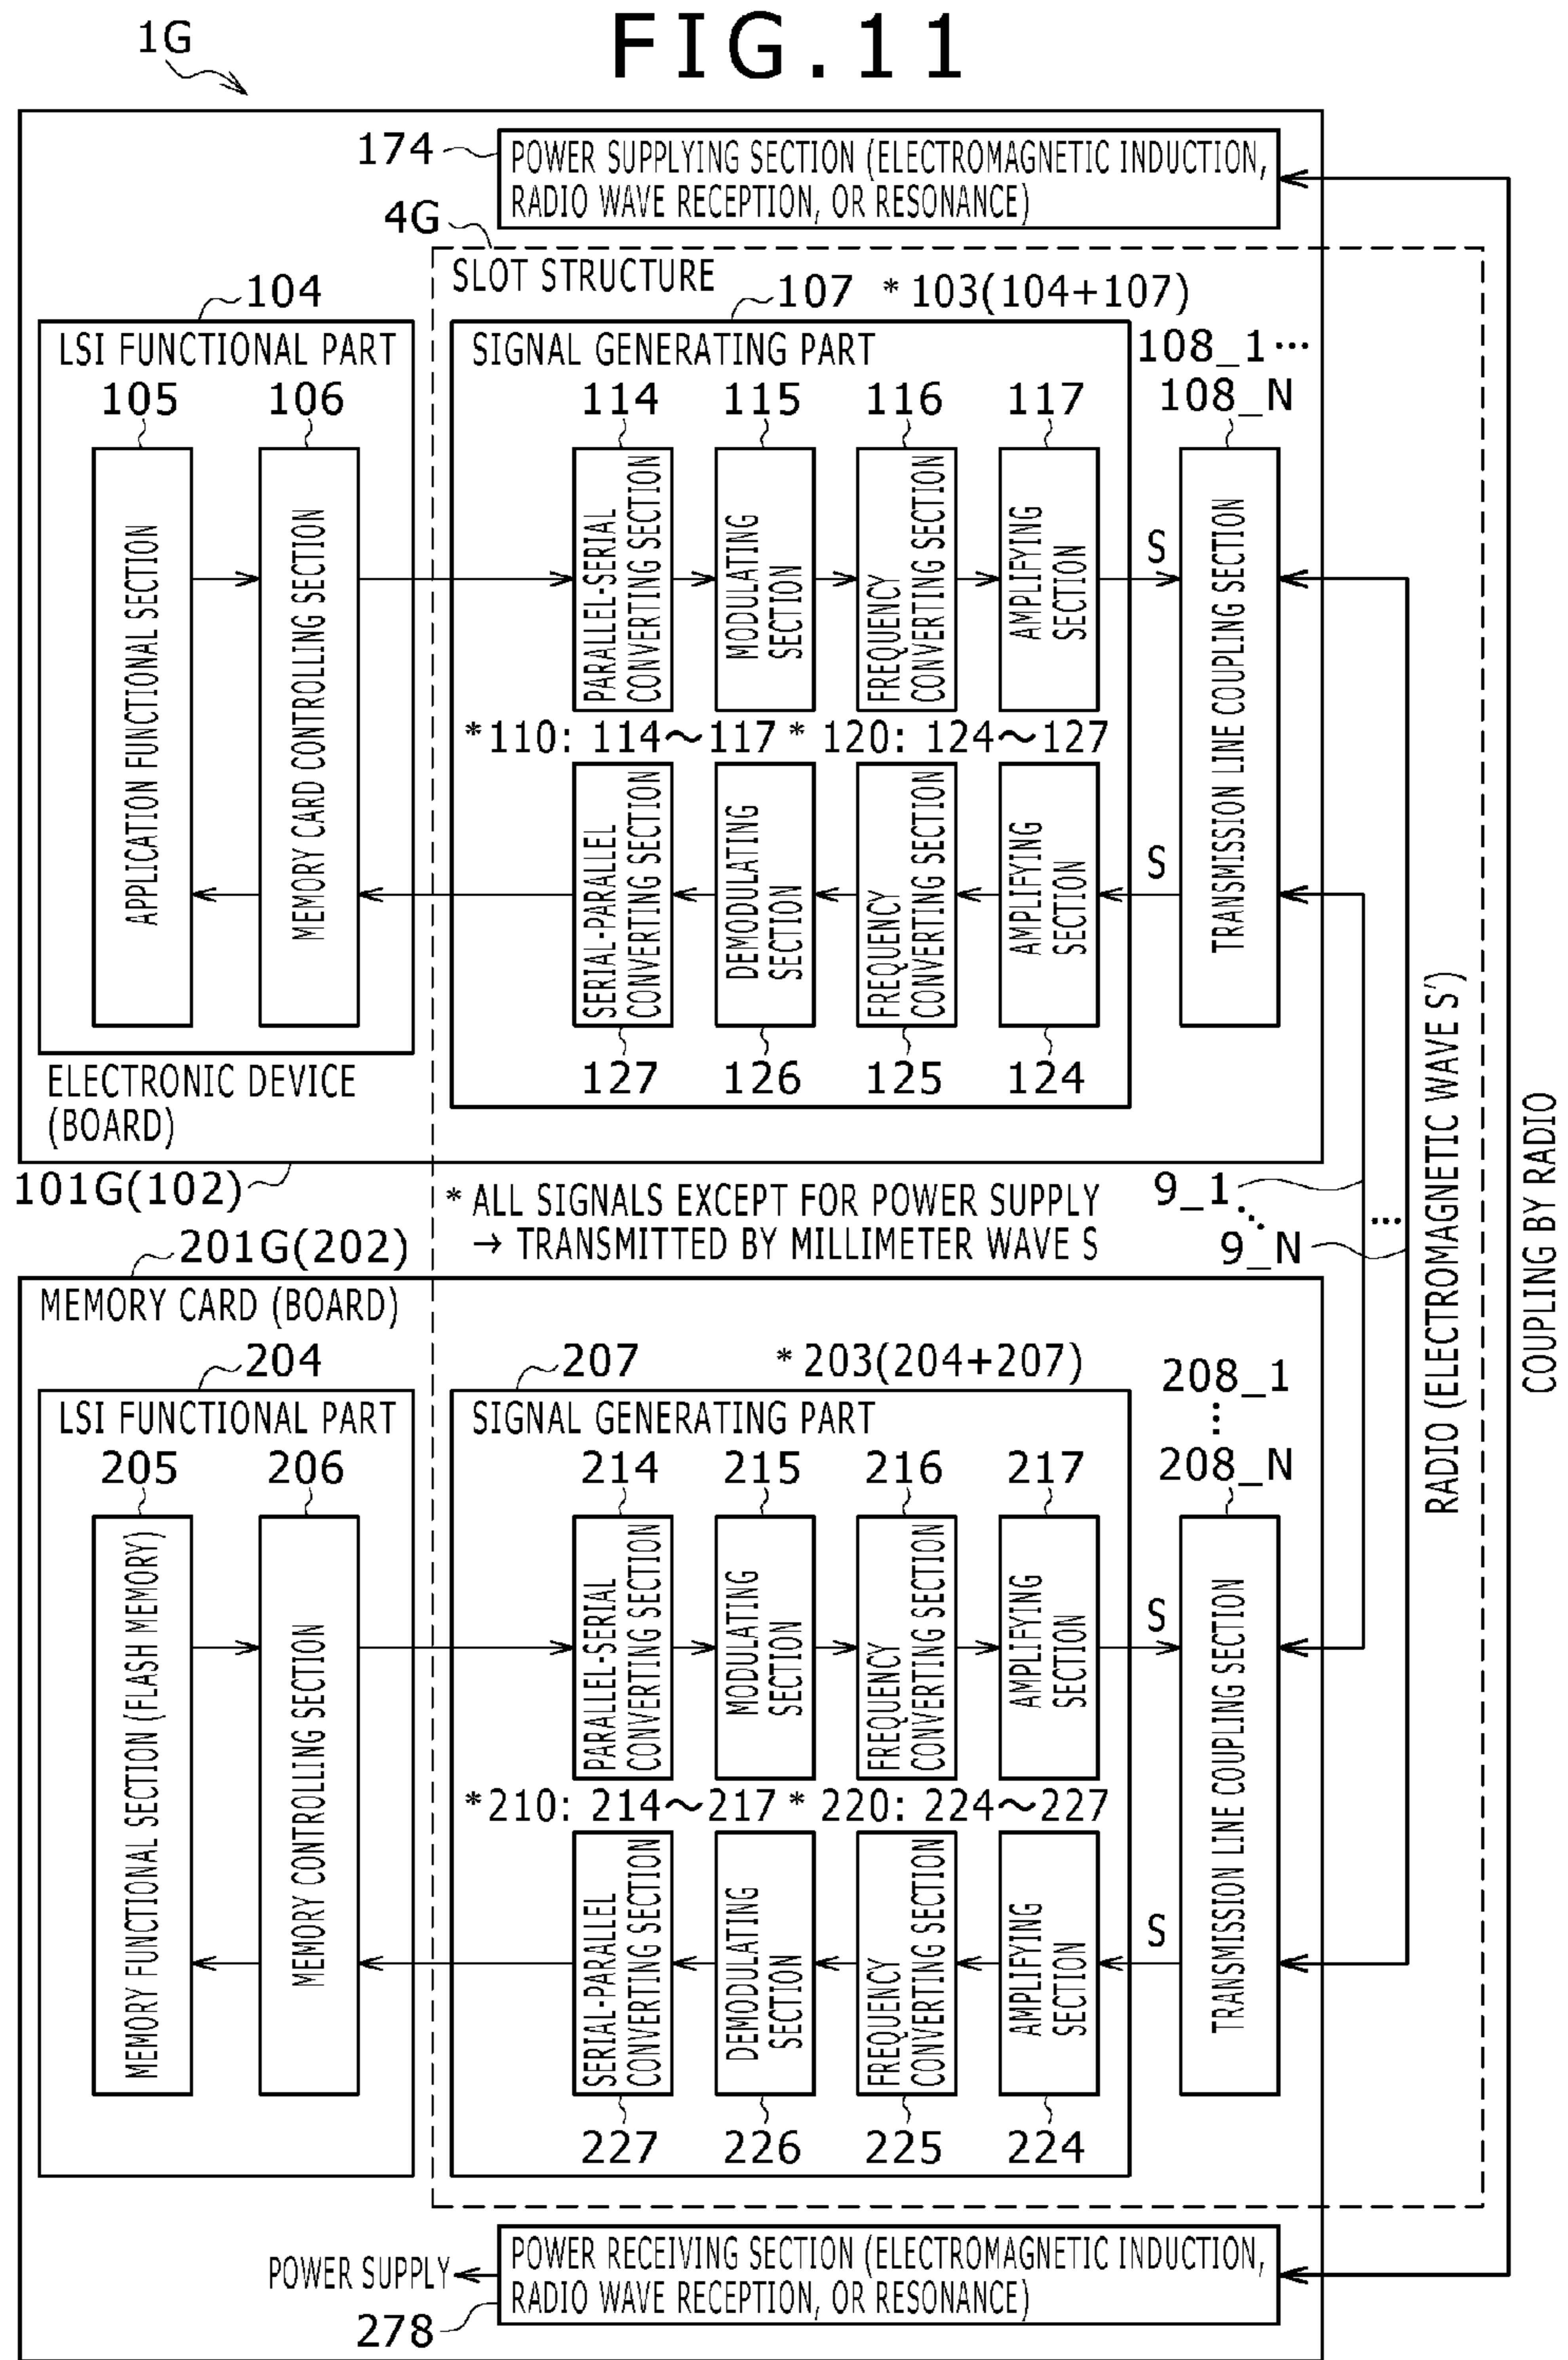 FIG.11
1G
174
POWER SUPPLYING SECTION (ELECTROMAGNETIC INDUCTION,
RADIO WAVE RECEPTION, OR RESONANCE)
4G
SLOT STRUCTURE
104
107
* 103(104+107)
LSI FUNCTIONAL PART
SIGNAL GENERATING PART
108_1...
108_N
105
106
114
115
116
117
APPLICATION FUNCTIONAL SECTION
MEMORY CARD CONTROLLING SECTION
PARALLEL-SERIAL
CONVERTING SECTION
MODULATING
SECTION
FREQUENCY
CONVERTING SECTION
AMPLIFYING
SECTION
S
TRANSMISSION LINE COUPLING SECTION
*110: 114~117 * 120: 124~127
SERIAL-PARALLEL
CONVERTING SECTION
DEMODULATING
SECTION
FREQUENCY
CONVERTING SECTION
AMPLIFYING
SECTION
S
127
126
125
124
ELECTRONIC DEVICE
(BOARD)
101G(102)
* ALL SIGNALS EXCEPT FOR POWER SUPPLY
→ TRANSMITTED BY MILLIMETER WAVE S
9_1
...
9_N
...
RADIO (ELECTROMAGNETIC WAVE S')
COUPLING BY RADIO
201G(202)
MEMORY CARD (BOARD)
204
207
* 203(204+207)
LSI FUNCTIONAL PART
SIGNAL GENERATING PART
208_1
...
208_N
205
206
214
215
216
217
MEMORY FUNCTIONAL SECTION (FLASH MEMORY)
MEMORY CONTROLLING SECTION
PARALLEL-SERIAL
CONVERTING SECTION
MODULATING
SECTION
FREQUENCY
CONVERTING SECTION
AMPLIFYING
SECTION
S
TRANSMISSION LINE COUPLING SECTION
*210: 214~217 * 220: 224~227
SERIAL-PARALLEL
CONVERTING SECTION
DEMODULATING
SECTION
FREQUENCY
CONVERTING SECTION
AMPLIFYING
SECTION
S
227
226
225
224
POWER SUPPLY
POWER RECEIVING SECTION (ELECTROMAGNETIC INDUCTION,
RADIO WAVE RECEPTION, OR RESONANCE)
278